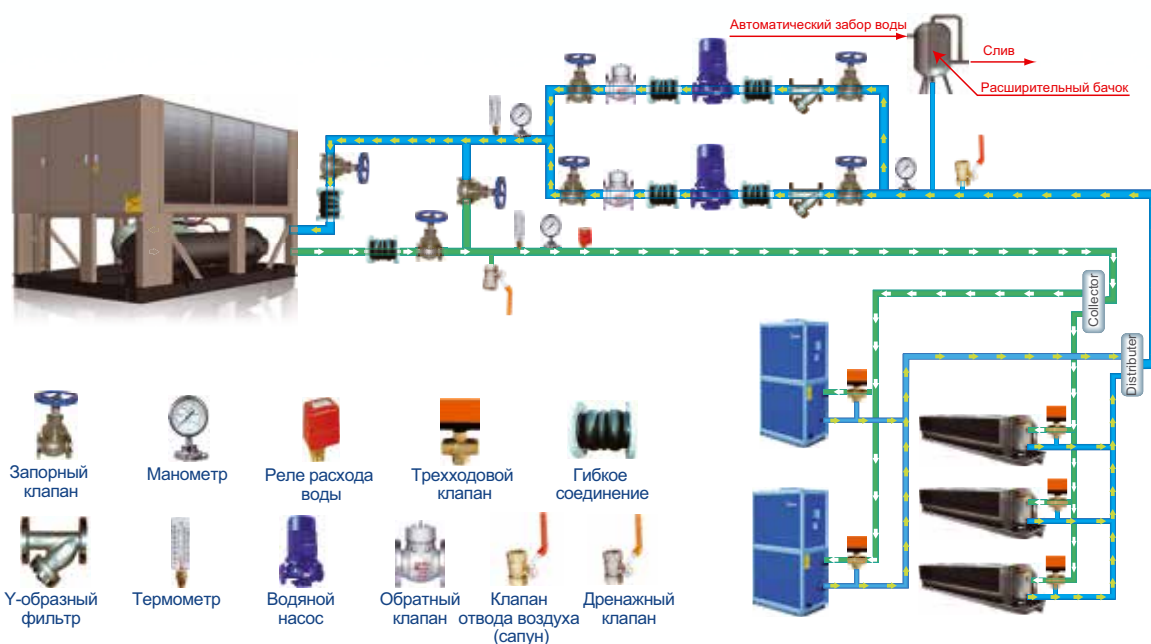 Автоматический забор воды
Слив
Расширительный бачок
Collector
Distributer
Запорный
клапан
Манометр
Реле расхода
воды
Трехходовой
клапан
Гибкое
соединение
Y-образный
фильтр
Термометр
Водяной
насос
Обратный
клапан
Клапан
отвода воздуха
(сапун)
Дренажный
клапан